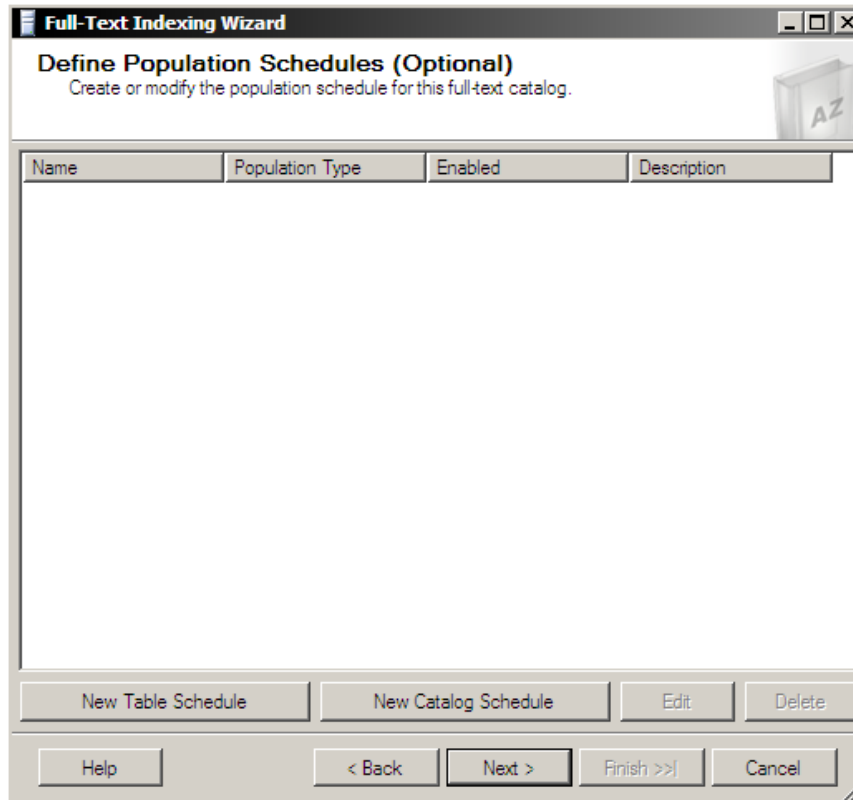 Full-Text Indexing Wizard
Define Population Schedules (Optional)
Create or modify the population schedule for this full-text catalog.
AZ
Name Population Type Enabled Description
New Table Schedule New Catalog Schedule Edit Delete
Help < Back Next > Finish >>| Cancel